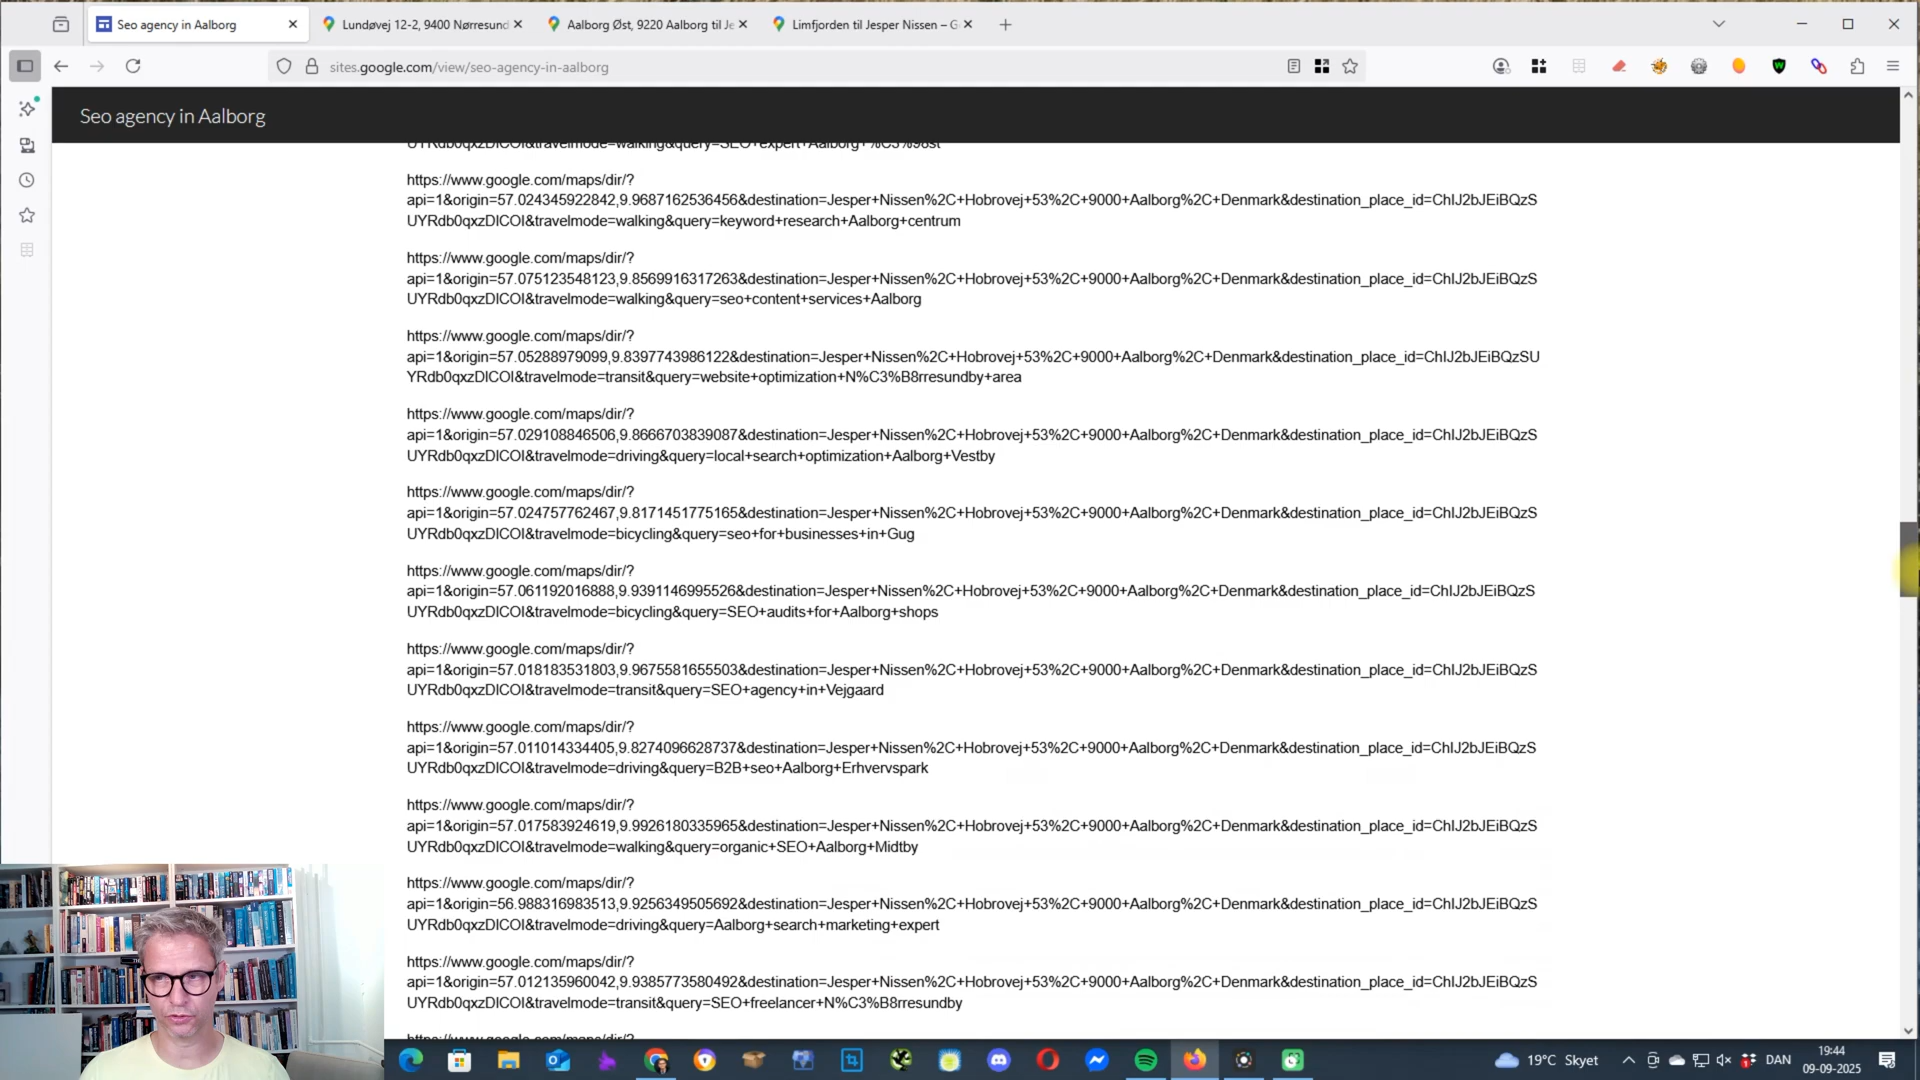 Seo agency in Aalborg
Lundøvej 12-2, 9400 Nørresund
Aalborg Øst, 9220 Aalborg til Je
Limfjorden til Jesper Nissen – G
sites.google.com/view/seo-agency-in-aalborg
Seo agency in Aalborg
UYRdb0qxzDICOI&travelmode=walking&query=SEO+expert+Aalborg+%C3%98st
https://www.google.com/maps/dir/?
api=1&origin=57.024345922842,9.9687162536456&destination=Jesper+Nissen%2C+Hobrovej+53%2C+9000+Aalborg%2C+Denmark&destination_place_id=ChIJ2bJEiBQzS
UYRdb0qxzDICOI&travelmode=walking&query=keyword+research+Aalborg+centrum
https://www.google.com/maps/dir/?
api=1&origin=57.075123548123,9.8569916317263&destination=Jesper+Nissen%2C+Hobrovej+53%2C+9000+Aalborg%2C+Denmark&destination_place_id=ChIJ2bJEiBQzS
UYRdb0qxzDICOI&travelmode=walking&query=seo+content+services+Aalborg
https://www.google.com/maps/dir/?
api=1&origin=57.05288979099,9.8397743986122&destination=Jesper+Nissen%2C+Hobrovej+53%2C+9000+Aalborg%2C+Denmark&destination_place_id=ChIJ2bJEiBQzSU
YRdb0qxzDICOI&travelmode=transit&query=website+optimization+N%C3%B8rresundby+area
https://www.google.com/maps/dir/?
api=1&origin=57.029108846506,9.8666703839087&destination=Jesper+Nissen%2C+Hobrovej+53%2C+9000+Aalborg%2C+Denmark&destination_place_id=ChIJ2bJEiBQzS
UYRdb0qxzDICOI&travelmode=driving&query=local+search+optimization+Aalborg+Vestby
https://www.google.com/maps/dir/?
api=1&origin=57.024757762467,9.8171451775165&destination=Jesper+Nissen%2C+Hobrovej+53%2C+9000+Aalborg%2C+Denmark&destination_place_id=ChIJ2bJEiBQzS
UYRdb0qxzDICOI&travelmode=bicycling&query=seo+for+businesses+in+Gug
https://www.google.com/maps/dir/?
api=1&origin=57.061192016888,9.9391146995526&destination=Jesper+Nissen%2C+Hobrovej+53%2C+9000+Aalborg%2C+Denmark&destination_place_id=ChIJ2bJEiBQzS
UYRdb0qxzDICOI&travelmode=bicycling&query=SEO+audits+for+Aalborg+shops
https://www.google.com/maps/dir/?
api=1&origin=57.018183531803,9.9675581655503&destination=Jesper+Nissen%2C+Hobrovej+53%2C+9000+Aalborg%2C+Denmark&destination_place_id=ChIJ2bJEiBQzS
UYRdb0qxzDICOI&travelmode=transit&query=SEO+agency+in+Vejgaard
https://www.google.com/maps/dir/?
api=1&origin=57.011014334405,9.8274096628737&destination=Jesper+Nissen%2C+Hobrovej+53%2C+9000+Aalborg%2C+Denmark&destination_place_id=ChIJ2bJEiBQzS
UYRdb0qxzDICOI&travelmode=driving&query=B2B+seo+Aalborg+Erhvervspark
https://www.google.com/maps/dir/?
api=1&origin=57.017583924619,9.9926180335965&destination=Jesper+Nissen%2C+Hobrovej+53%2C+9000+Aalborg%2C+Denmark&destination_place_id=ChIJ2bJEiBQzS
UYRdb0qxzDICOI&travelmode=walking&query=organic+SEO+Aalborg+Midtby
https://www.google.com/maps/dir/?
api=1&origin=56.988316983513,9.9256349505692&destination=Jesper+Nissen%2C+Hobrovej+53%2C+9000+Aalborg%2C+Denmark&destination_place_id=ChIJ2bJEiBQzS
UYRdb0qxzDICOI&travelmode=driving&query=Aalborg+search+marketing+expert
https://www.google.com/maps/dir/?
api=1&origin=57.012135960042,9.9385773580492&destination=Jesper+Nissen%2C+Hobrovej+53%2C+9000+Aalborg%2C+Denmark&destination_place_id=ChIJ2bJEiBQzS
UYRdb0qxzDICOI&travelmode=transit&query=SEO+freelancer+N%C3%B8rresundby
https://www.google.com/maps/dir/?
19°C Skyet
DAN
19:44
09-09-2025